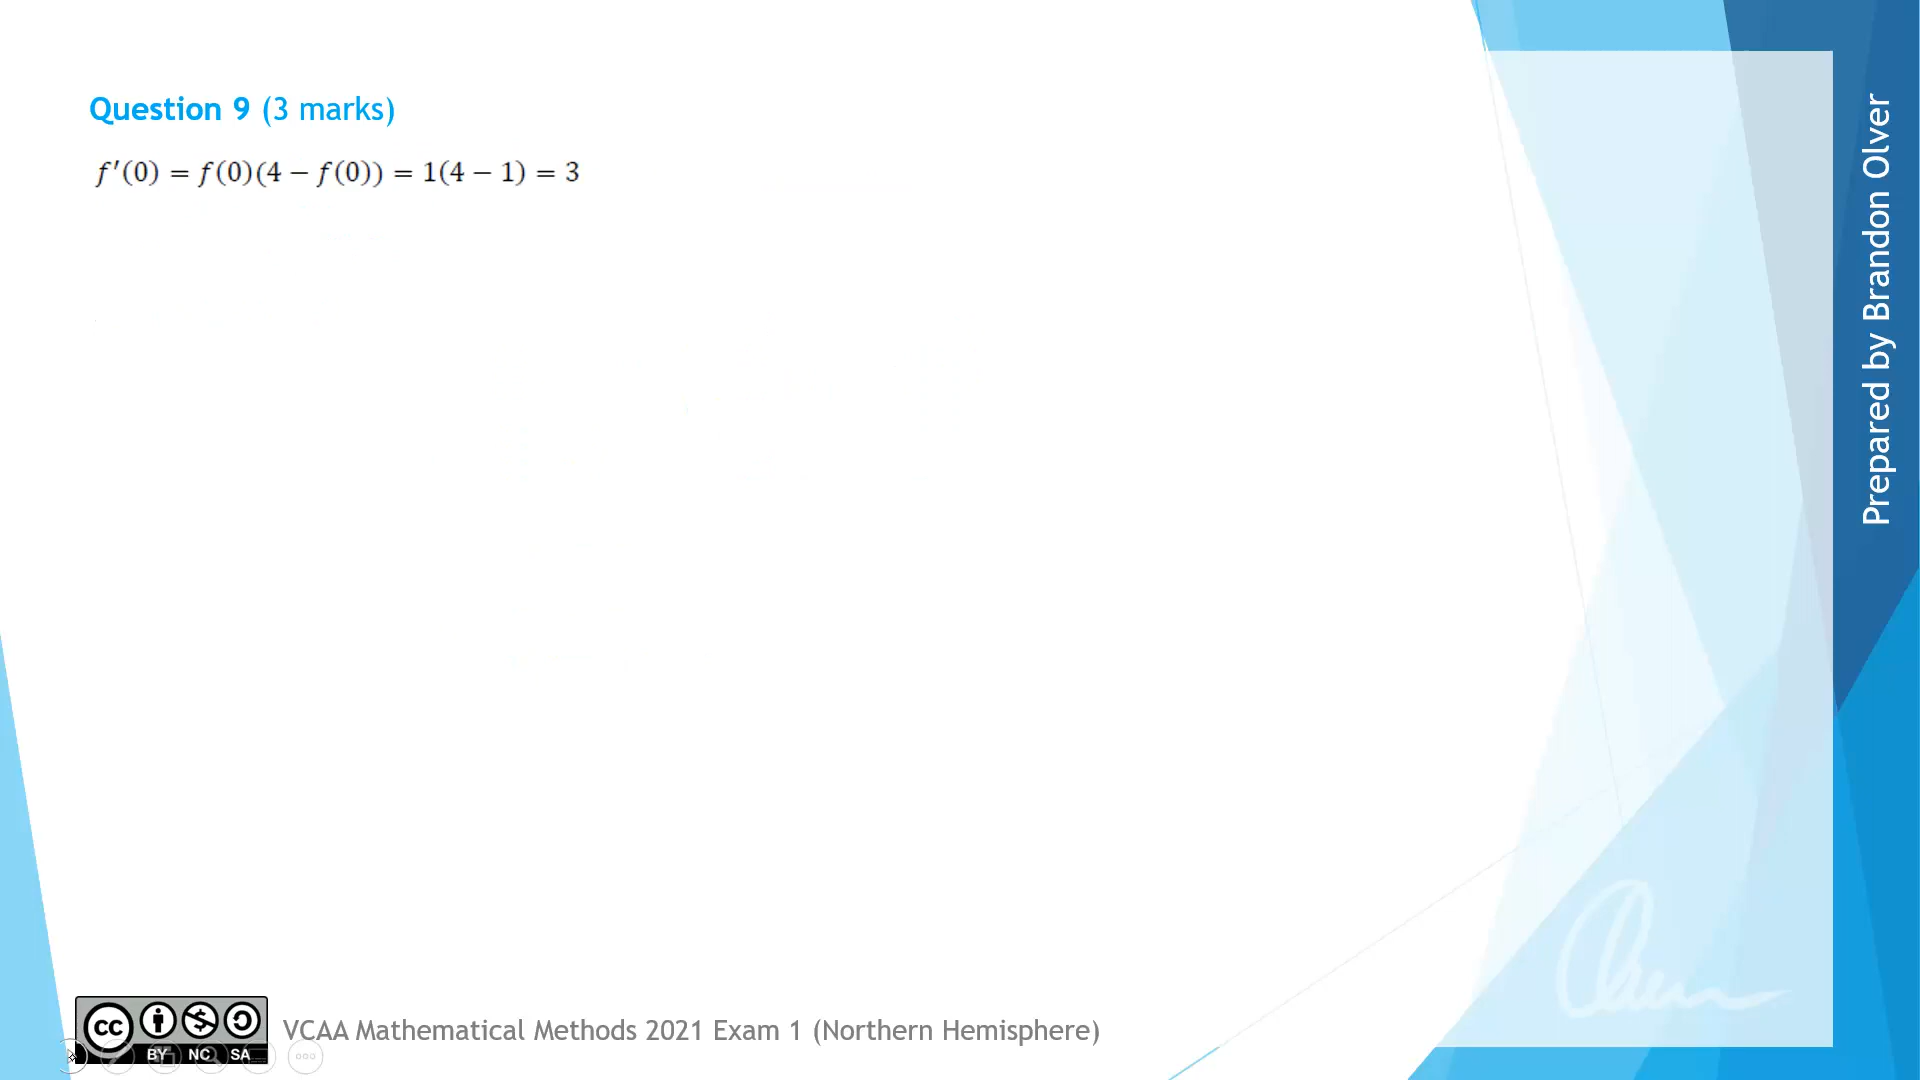 Question 9 (3 marks)
f′(0) = f(0)(4 − f(0)) = 1(4 − 1) = 3
Prepared by Brandon Olver
cc
BY NC SA
VCAA Mathematical Methods 2021 Exam 1 (Northern Hemisphere)